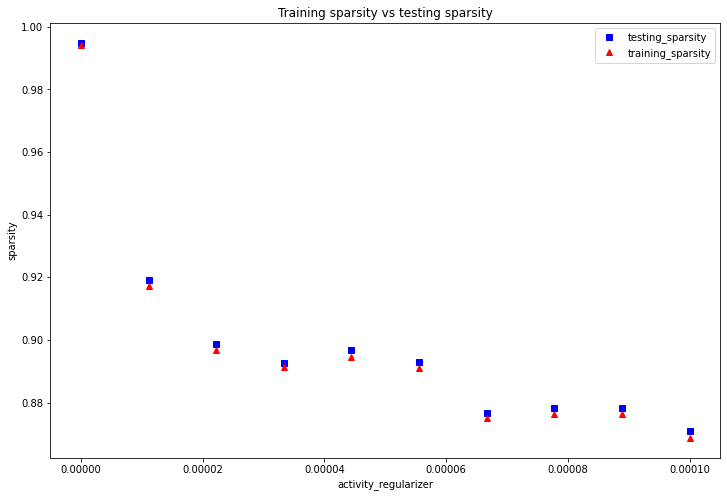 Training sparsity vs testing sparsity
testing_sparsity
training_sparsity
1.00
0.98
0.96
0.94
0.92
0.90
0.88
sparsity
0.00000
0.00002
0.00004
0.00006
0.00008
0.00010
activity_regularizer